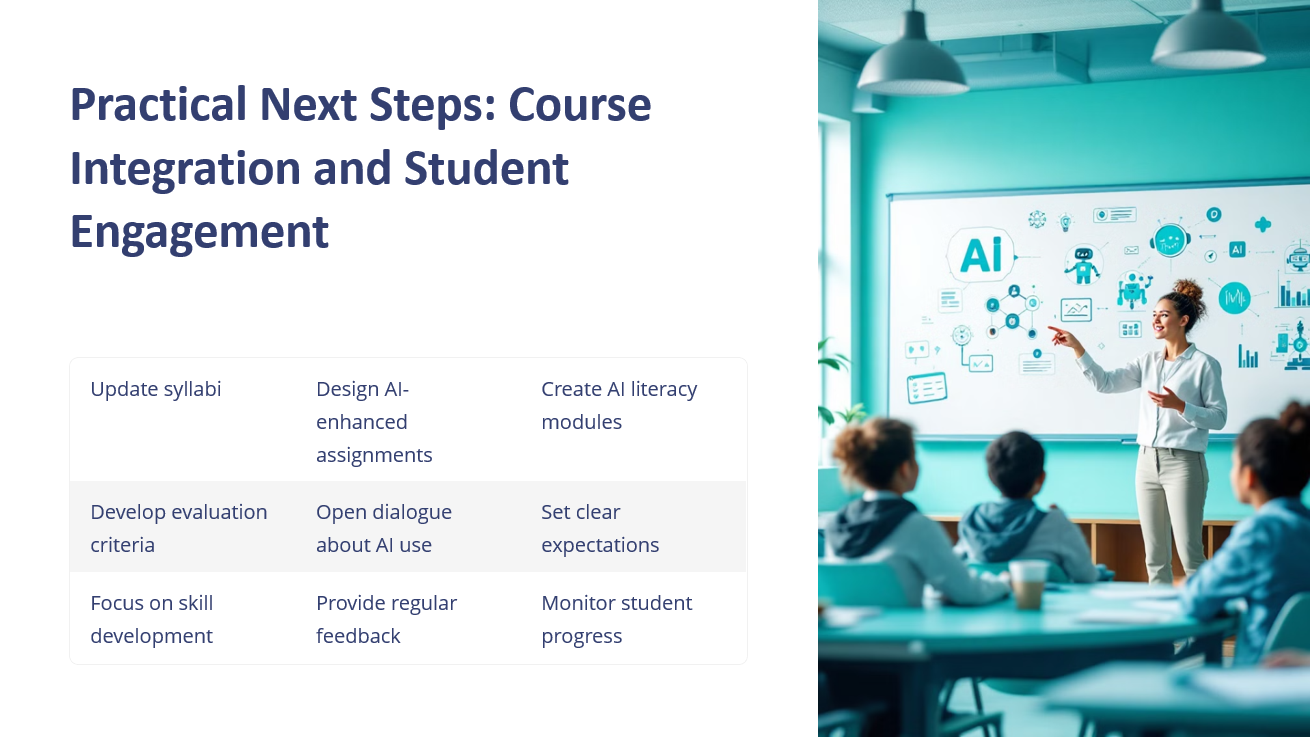 Practical Next Steps: Course
Integration and Student
Engagement
Update syllabi
Design AI-
enhanced
assignments
Create AI literacy
modules
Develop evaluation
criteria
Open dialogue
about AI use
Set clear
expectations
Focus on skill
development
Provide regular
feedback
Monitor student
progress
Ai
AI